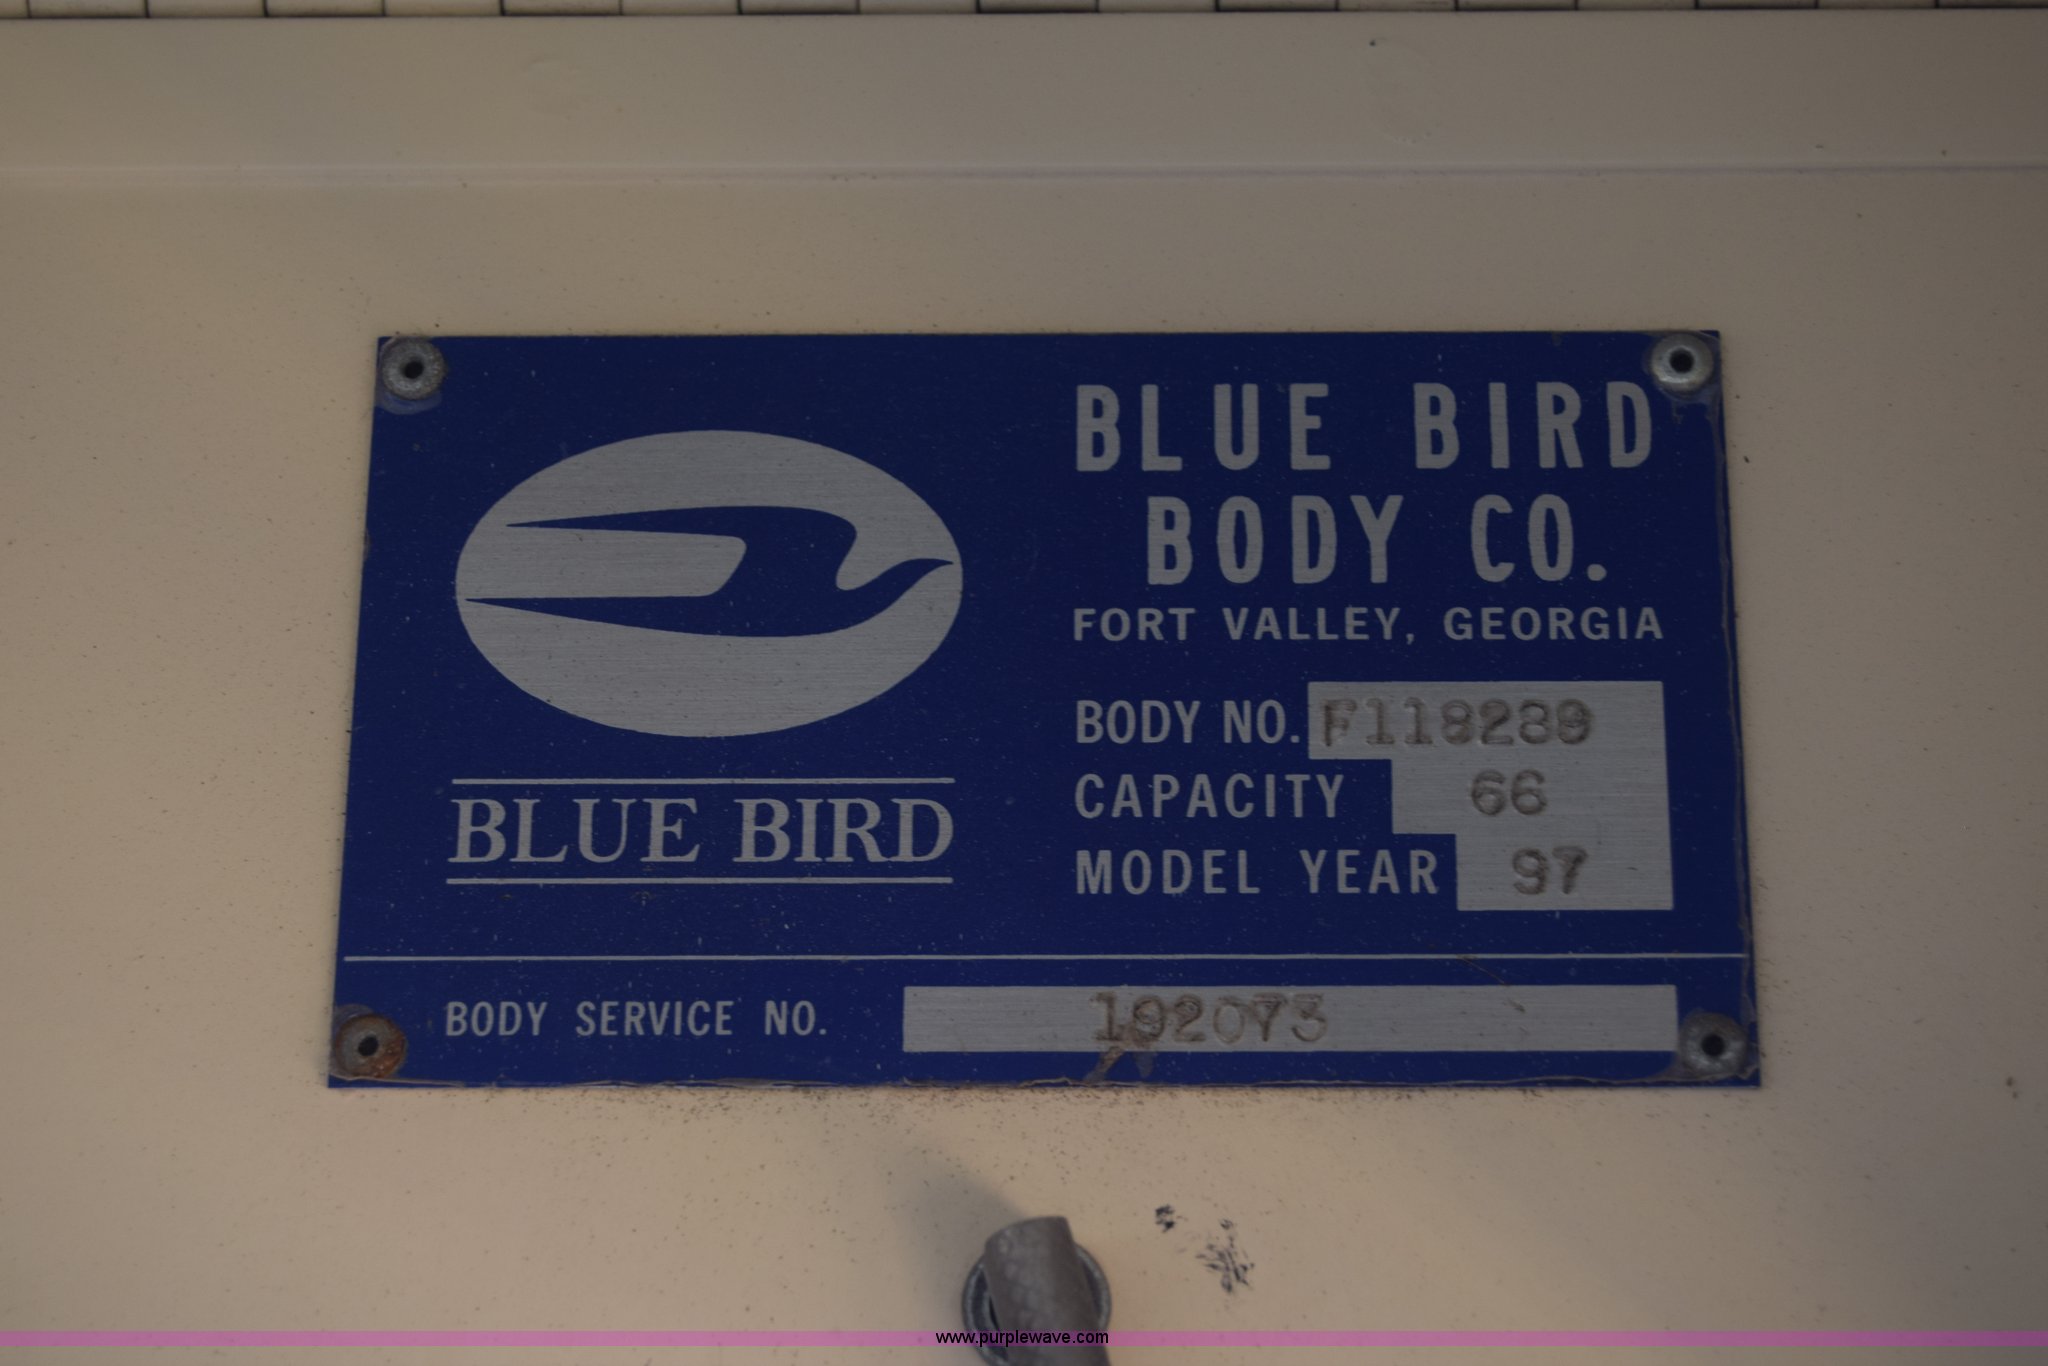 BLUE BIRD
BODY CO.
FORT VALLEY, GEORGIA
BODY NO. F118289
CAPACITY 66
MODEL YEAR 97
BLUE BIRD
BODY SERVICE NO. 192073
www.purplewave.com